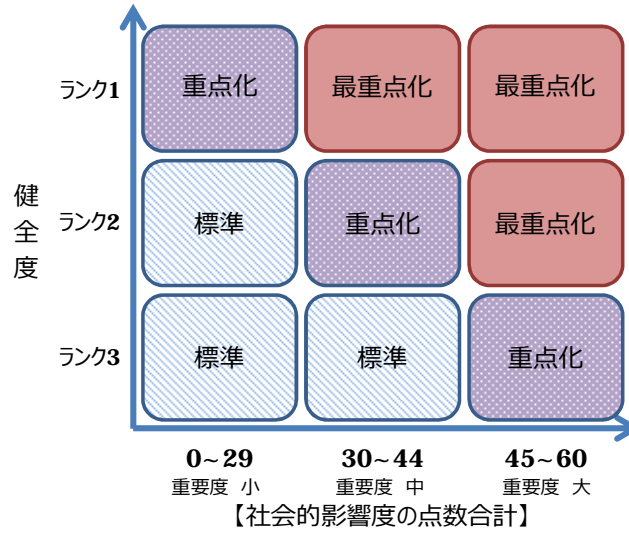 ランク1 重点化 最重点化 最重点化
健全度
ランク2 標準 重点化 最重点化
ランク3 標準 標準 重点化
0~29 30~44 45~60
重要度 小 重要度 中 重要度 大
【社会的影響度の点数合計】